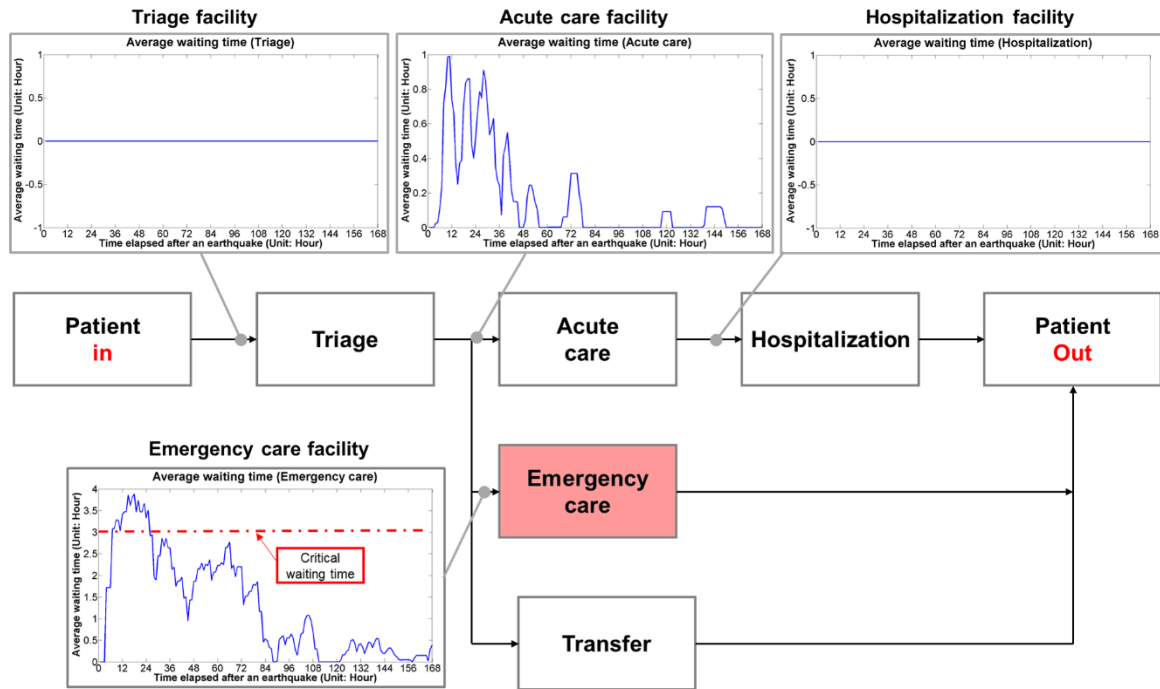 Triage facility
Acute care facility
Hospitalization facility
Average waiting time (Triage)
Average waiting time (Unit: Hour)
1
0.5
0
-0.5
-1
0 12 24 36 48 60 72 84 96 108 120 132 144 156 168
Time elapsed after an earthquake (Unit: Hour)
Average waiting time (Acute care)
Average waiting time (Unit: Hour)
1
0.8
0.6
0.4
0.2
0
0 12 24 36 48 60 72 84 96 108 120 132 144 156 168
Time elapsed after an earthquake (Unit: Hour)
Average waiting time (Hospitalization)
Average waiting time (Unit: Hour)
1
0.5
0
-0.5
-1
0 12 24 36 48 60 72 84 96 108 120 132 144 156 168
Time elapsed after an earthquake (Unit: Hour)
Patient
in
Triage
Acute
care
Hospitalization
Patient
Out
Emergency care facility
Average waiting time (Emergency care)
Average waiting time (Unit: Hour)
4
3.5
3
2.5
2
1.5
1
0.5
0
0 12 24 36 48 60 72 84 96 108 120 132 144 156 168
Time elapsed after an earthquake (Unit: Hour)
Critical
waiting time
Emergency
care
Transfer